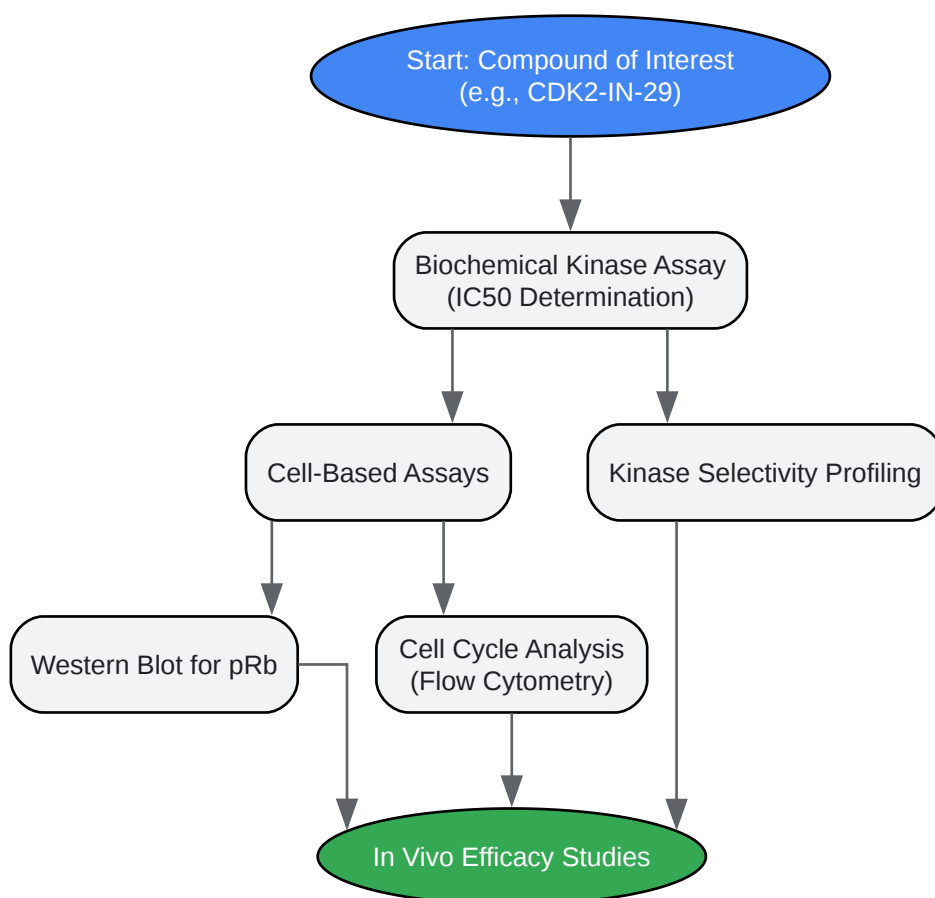 Start: Compound of Interest
(e.g., CDK2-IN-29)
Biochemical Kinase Assay
(IC50 Determination)
Cell-Based Assays
Kinase Selectivity Profiling
Western Blot for pRb
Cell Cycle Analysis
(Flow Cytometry)
In Vivo Efficacy Studies